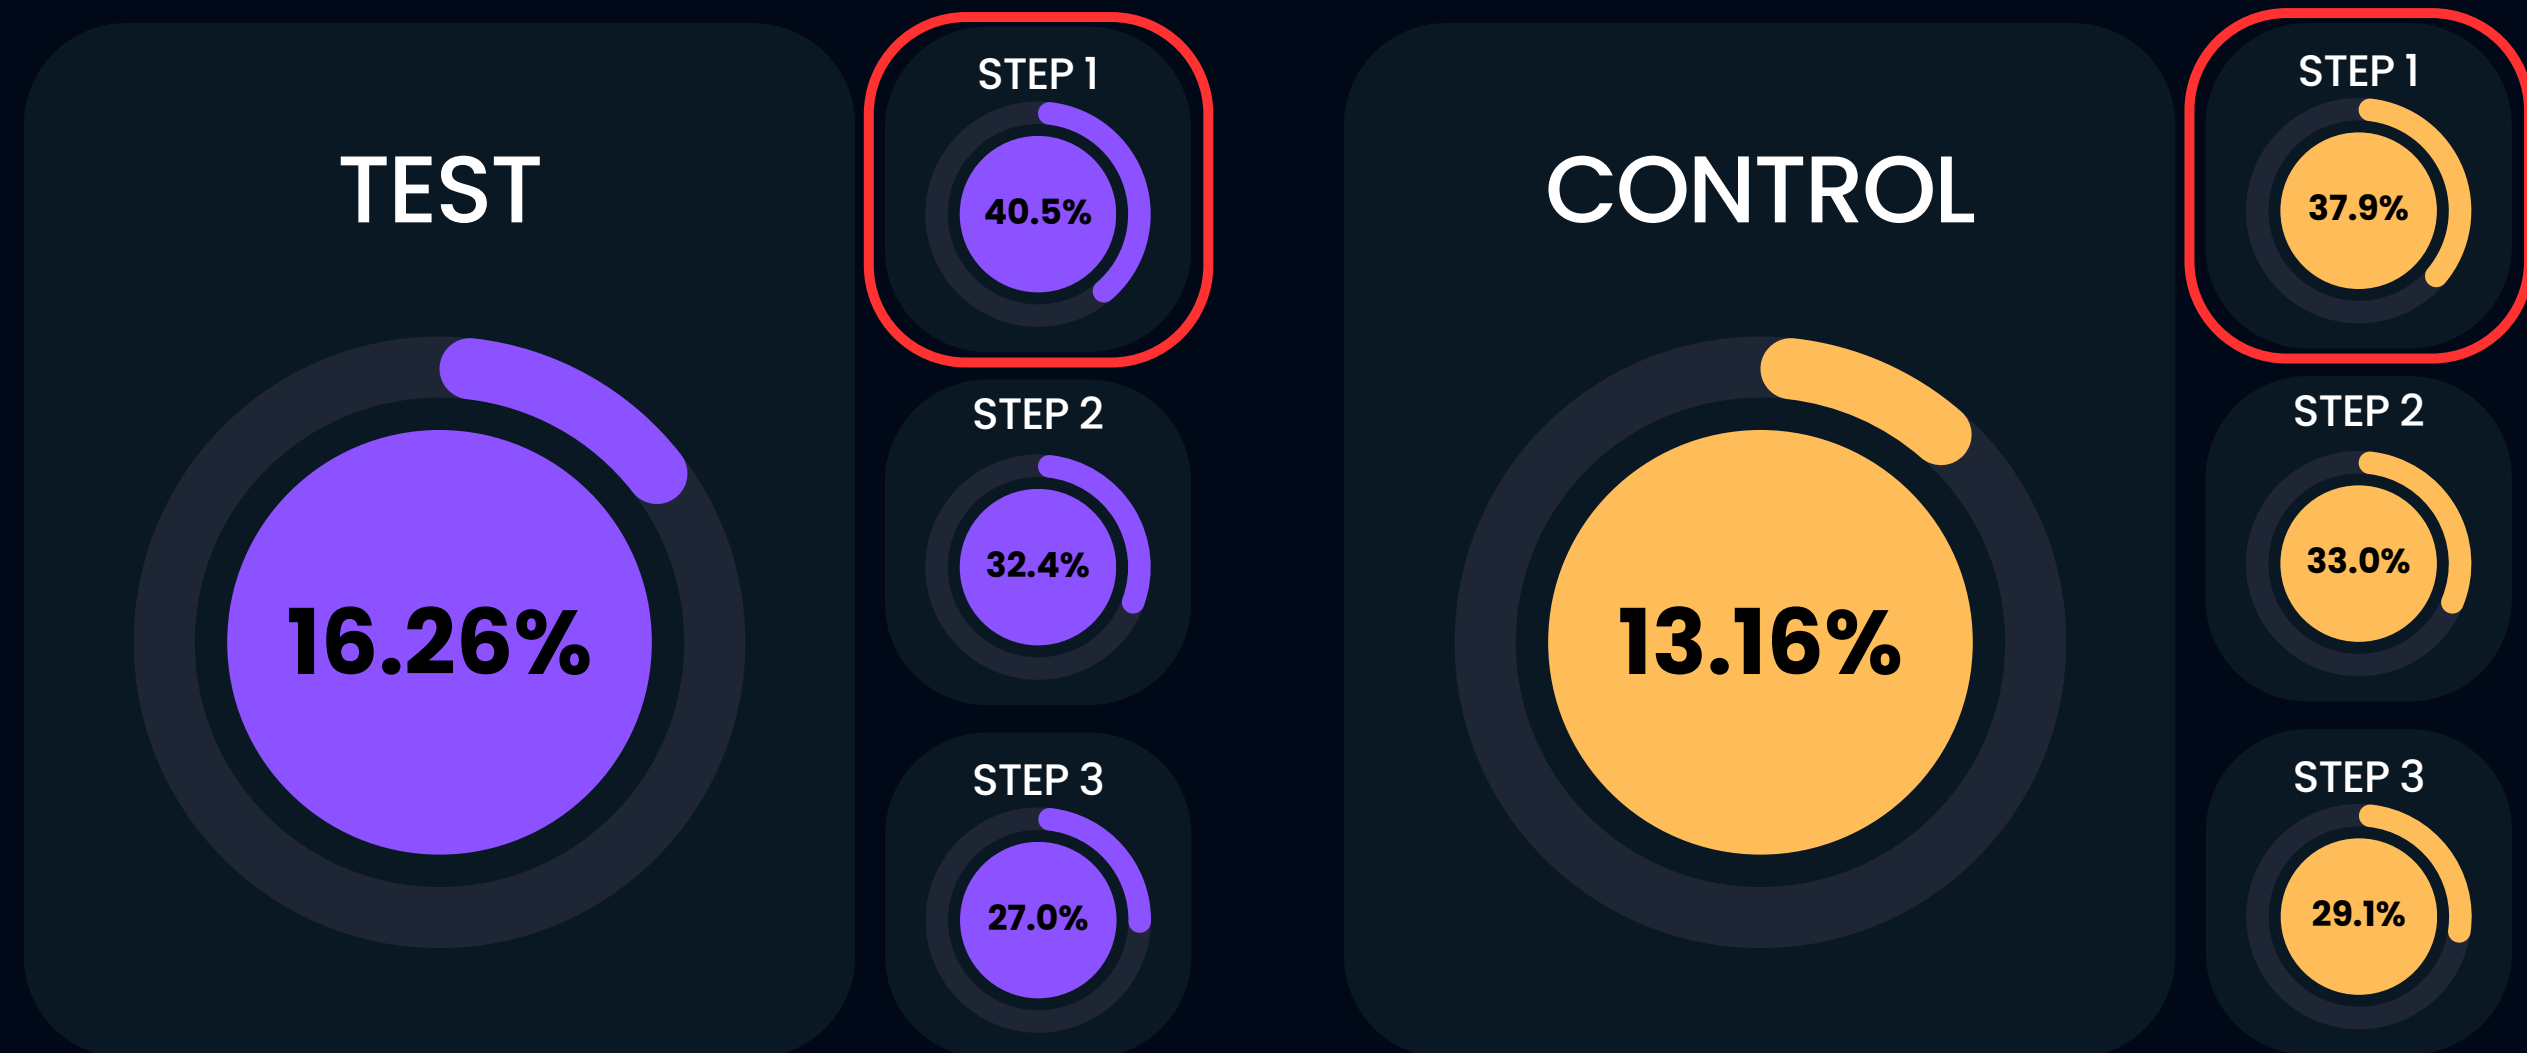 TEST
16.26%
STEP 1
40.5%
STEP 2
32.4%
STEP 3
27.0%
CONTROL
13.16%
STEP 1
37.9%
STEP 2
33.0%
STEP 3
29.1%